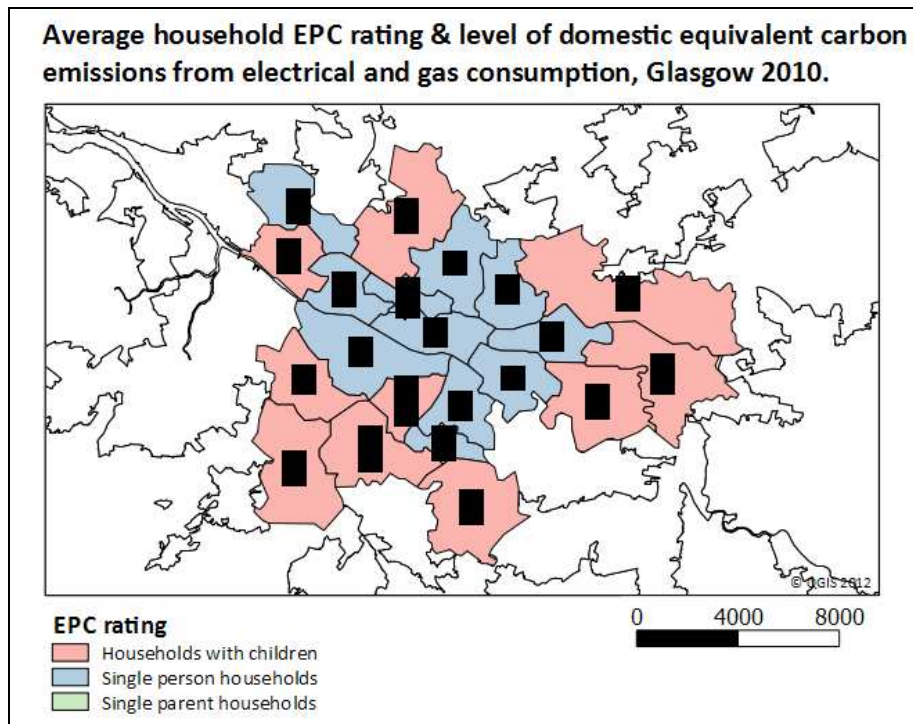 Average household EPC rating & level of domestic equivalent carbon
emissions from electrical and gas consumption, Glasgow 2010.
© QGIS 2012
EPC rating
0 4000 8000
Households with children
Single person households
Single parent households